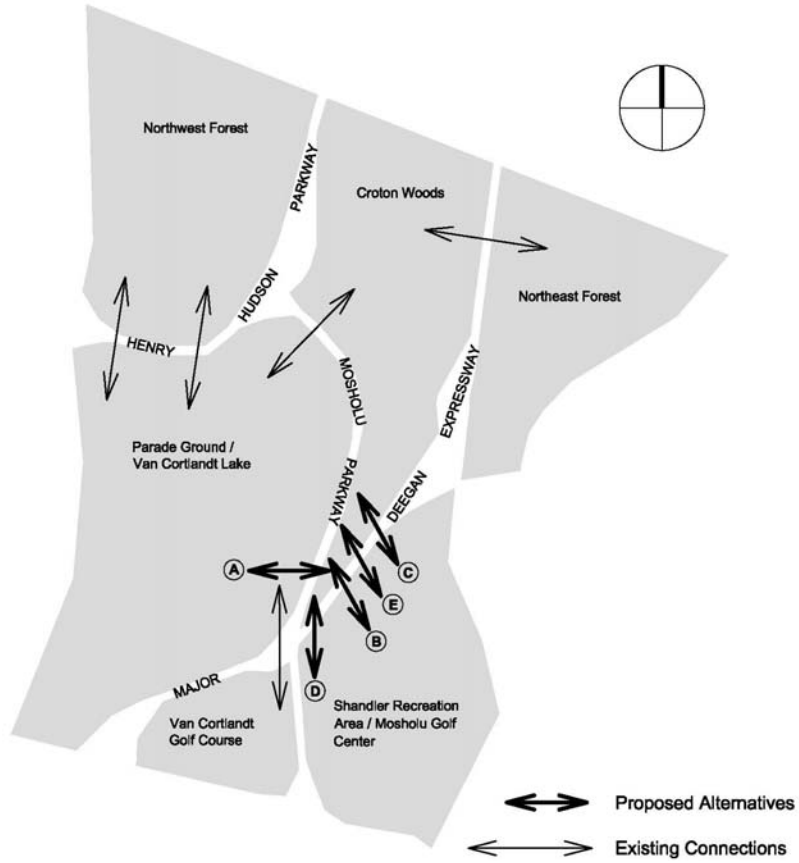 Northwest Forest
PARKWAY
Croton Woods
HUDSON
Northeast Forest
HENRY
MOSHOLU
EXPRESSWAY
Parade Ground /
Van Cortlandt Lake
PARKWAY
DEEGAN
A
C
E
B
D
MAJOR
Shandler Recreation
Area / Mosholu Golf
Center
Van Cortlandt
Golf Course
Proposed Alternatives
Existing Connections